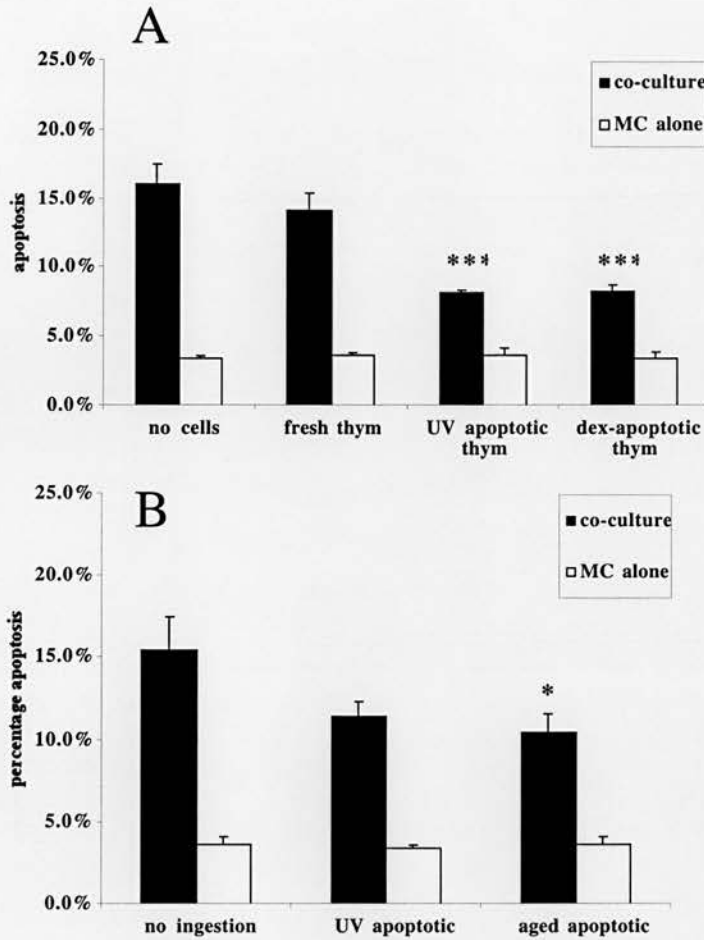 A
25.0%
20.0%
15.0%
10.0%
5.0%
0.0%
apoptosis
co-culture
MC alone
***
***
no cells
fresh thym
UV apoptotic
thym
dex-apoptotic
thym
B
25.0%
20.0%
15.0%
10.0%
5.0%
0.0%
percentage apoptosis
co-culture
MC alone
*
no ingestion
UV apoptotic
aged apoptotic